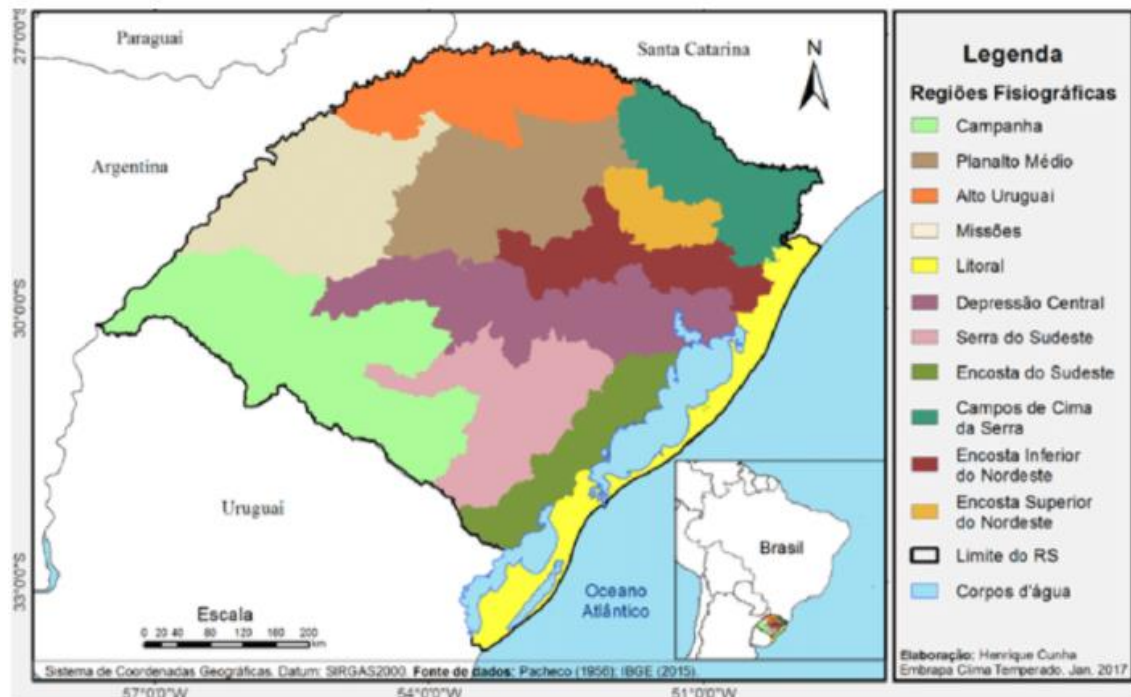 Paraguai
Santa Catarina
N
Argentina
Uruguai
Oceano
Atlântico
Brasil
Escala
0 20 40 80 120 160 200
km
27°0'0"S
30°0'0"S
33°0'0"S
57°0'0"W
54°0'0"W
51°0'0"W
Sistema de Coordenadas Geográficas. Datum: SIRGAS2000. Fonte de dados: Pacheco (1956); IBGE (2015).
Legenda
Regiões Fisiográficas
Campanha
Planalto Médio
Alto Uruguai
Missões
Litoral
Depressão Central
Serra do Sudeste
Encosta do Sudeste
Campos de Cima
da Serra
Encosta Inferior
do Nordeste
Encosta Superior
do Nordeste
Limite do RS
Corpos d'água
Elaboração: Henrique Cunha
Embrapa Clima Temperado. Jan. 2017